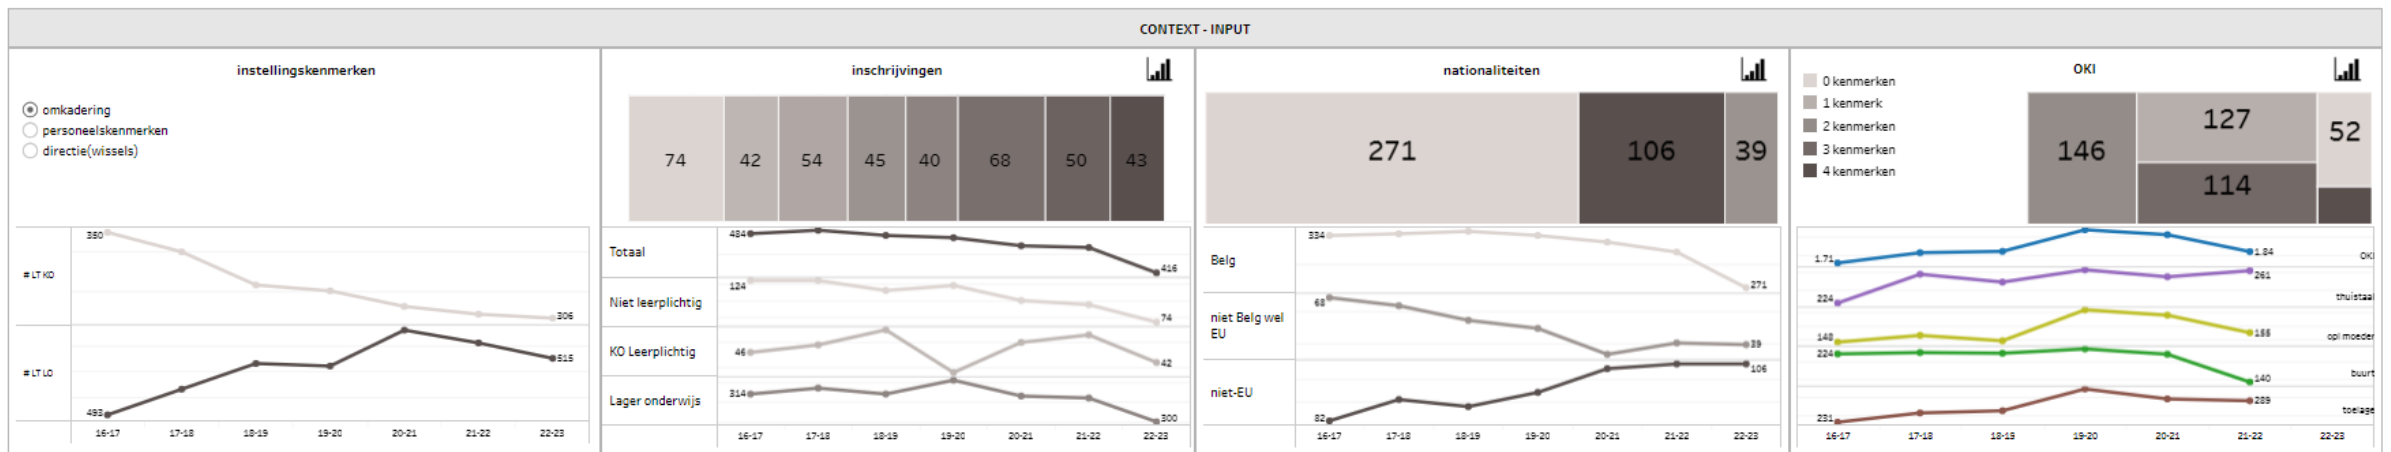 CONTEXT - INPUT
instellingskenmerken
omkadering
personeelskenmerken
directie(wissels)
# LT KO
350
306
# LT LO
493
515
16-17 17-18 18-19 19-20 20-21 21-22 22-23
inschrijvingen
74 42 54 45 40 68 50 43
Totaal
484
416
Niet leerplichtig
124
74
KO Leerplichtig
46
42
Lager onderwijs
314
300
16-17 17-18 18-19 19-20 20-21 21-22 22-23
nationaliteiten
271 106 39
Belg
334
271
niet Belg wel
EU
68
39
niet-EU
82
106
16-17 17-18 18-19 19-20 20-21 21-22 22-23
OKI
0 kenmerken
1 kenmerk
2 kenmerken
3 kenmerken
4 kenmerken
146
127
114
52
1.71
1.84
OKI
224
261
thuistaal
148
155
opl moeder
224
140
buurt
231
289
toelage
16-17 17-18 18-19 19-20 20-21 21-22 22-23